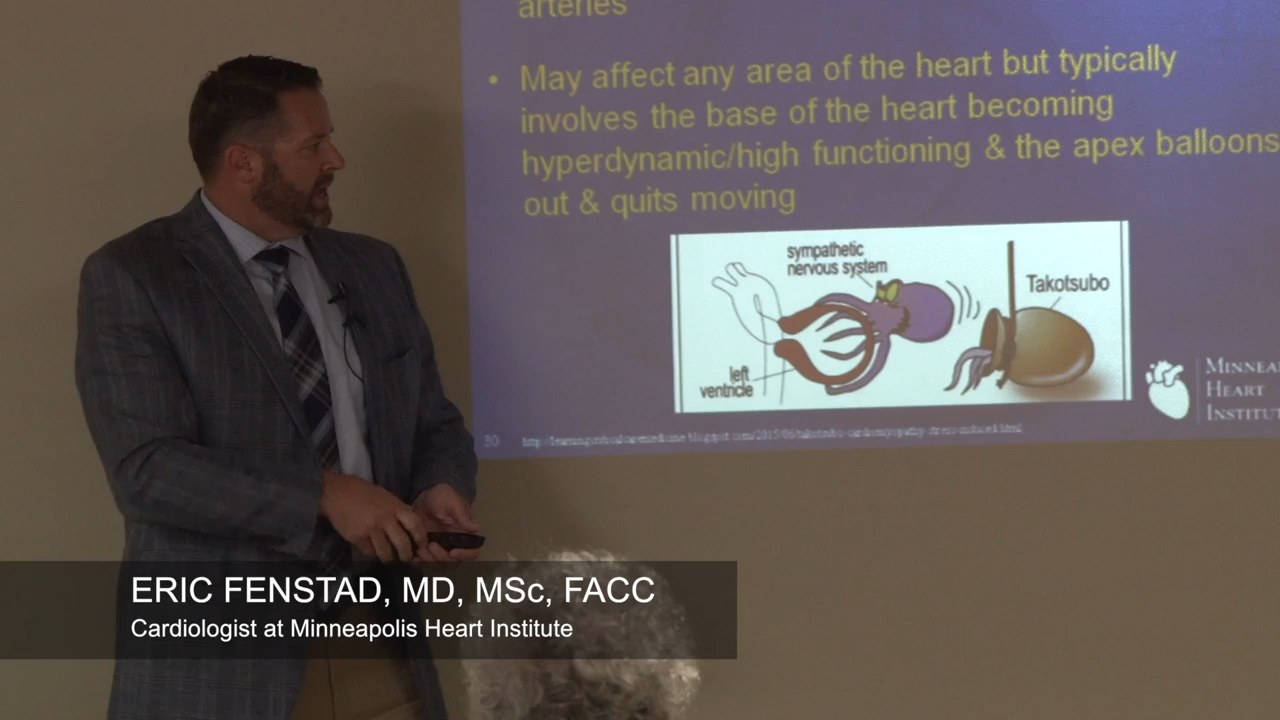 arteries
• May affect any area of the heart but typically
involves the base of the heart becoming
hyperdynamic/high functioning & the apex balloons
out & quits moving
sympathetic
nervous system
Takotsubo
left
ventricle
MINNEA
HEART
INSTITUT
30
ERIC FENSTAD, MD, MSc, FACC
Cardiologist at Minneapolis Heart Institute